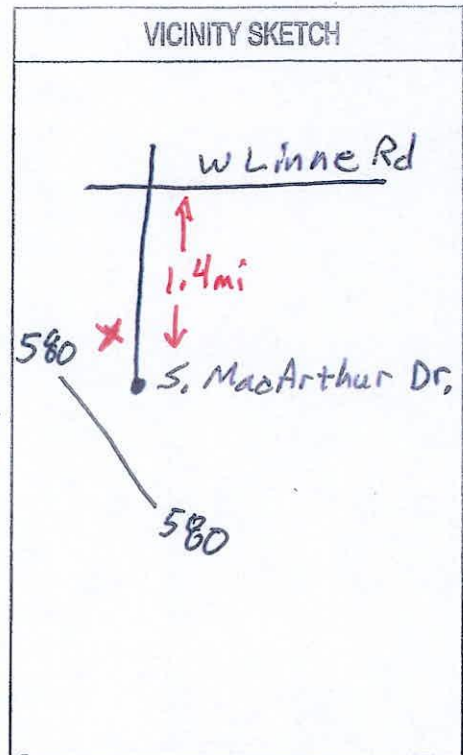 VICINITY SKETCH
W Linne Rd
1.4mi
X
580
S. MacArthur Dr.
580